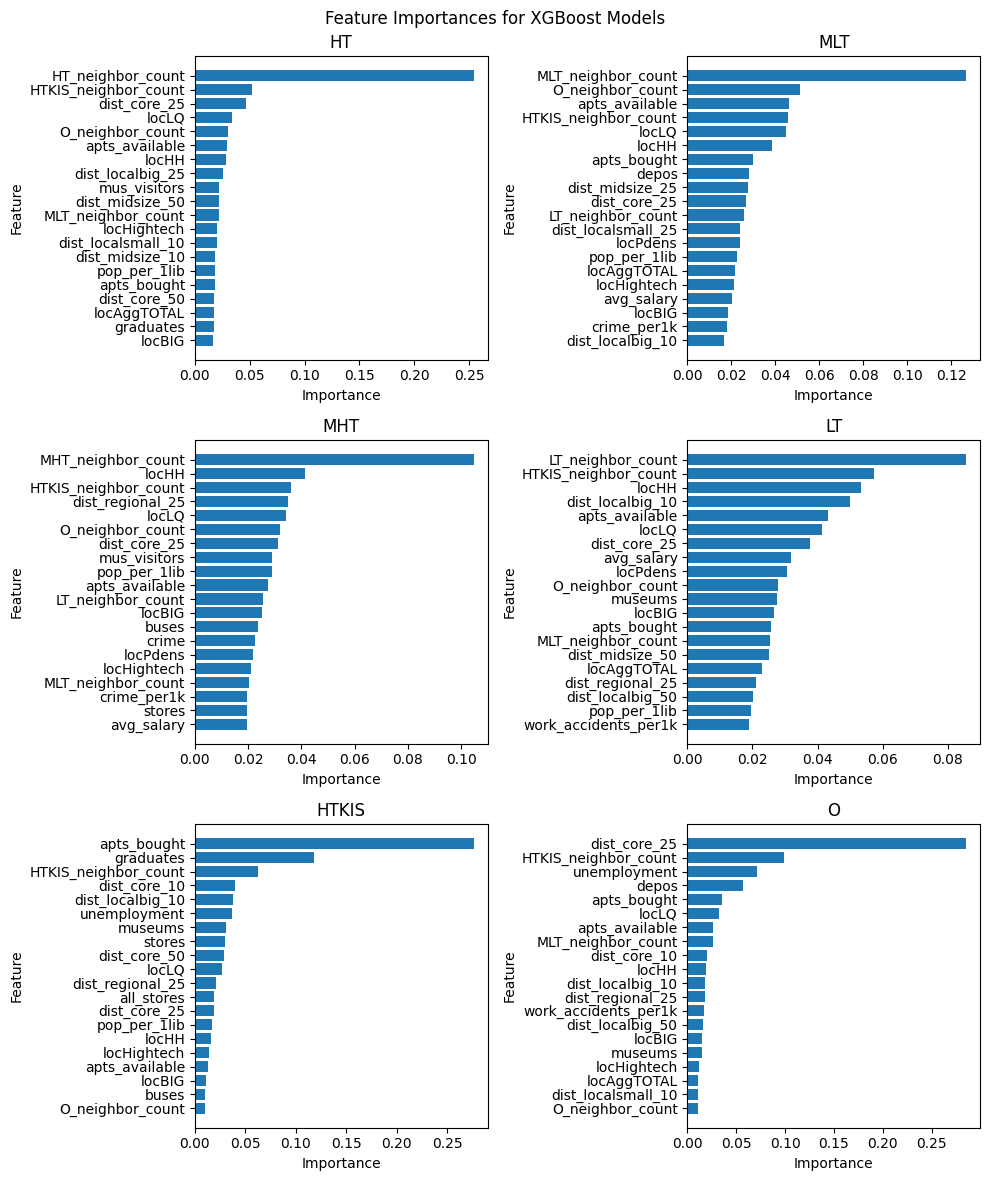 Feature Importances for XGBoost Models
HT
HT_neighbor_count
HTKIS_neighbor_count
dist_core_25
locLQ
O_neighbor_count
apts_available
locHH
dist_localbig_25
mus_visitors
dist_midsize_50
MLT_neighbor_count
locHightech
dist_localsmall_10
dist_midsize_10
pop_per_1lib
apts_bought
dist_core_50
locAggTOTAL
graduates
locBIG
Feature
0.00 0.05 0.10 0.15 0.20 0.25
Importance
MLT
MLT_neighbor_count
O_neighbor_count
apts_available
HTKIS_neighbor_count
locLQ
locHH
apts_bought
depos
dist_midsize_25
dist_core_25
LT_neighbor_count
dist_localsmall_25
locPdens
pop_per_1lib
locAggTOTAL
locHightech
avg_salary
locBIG
crime_per1k
dist_localbig_10
Feature
0.00 0.02 0.04 0.06 0.08 0.10 0.12
Importance
MHT
MHT_neighbor_count
locHH
HTKIS_neighbor_count
dist_regional_25
locLQ
O_neighbor_count
dist_core_25
mus_visitors
pop_per_1lib
apts_available
LT_neighbor_count
locBIG
buses
crime
locPdens
locHightech
MLT_neighbor_count
crime_per1k
stores
avg_salary
Feature
0.00 0.02 0.04 0.06 0.08 0.10
Importance
LT
LT_neighbor_count
HTKIS_neighbor_count
locHH
dist_localbig_10
apts_available
locLQ
dist_core_25
avg_salary
locPdens
O_neighbor_count
museums
locBIG
apts_bought
MLT_neighbor_count
dist_midsize_50
locAggTOTAL
dist_regional_25
dist_localbig_50
pop_per_1lib
work_accidents_per1k
Feature
0.00 0.02 0.04 0.06 0.08
Importance
HTKIS
apts_bought
graduates
HTKIS_neighbor_count
dist_core_10
dist_localbig_10
unemployment
museums
stores
dist_core_50
locLQ
dist_regional_25
all_stores
dist_core_25
pop_per_1lib
locHH
locHightech
apts_available
locBIG
buses
O_neighbor_count
Feature
0.00 0.05 0.10 0.15 0.20 0.25
Importance
O
dist_core_25
HTKIS_neighbor_count
unemployment
depos
apts_bought
locLQ
apts_available
MLT_neighbor_count
dist_core_10
locHH
dist_localbig_10
dist_regional_25
work_accidents_per1k
dist_localbig_50
locBIG
museums
locHightech
locAggTOTAL
dist_localsmall_10
O_neighbor_count
Feature
0.00 0.05 0.10 0.15 0.20 0.25
Importance